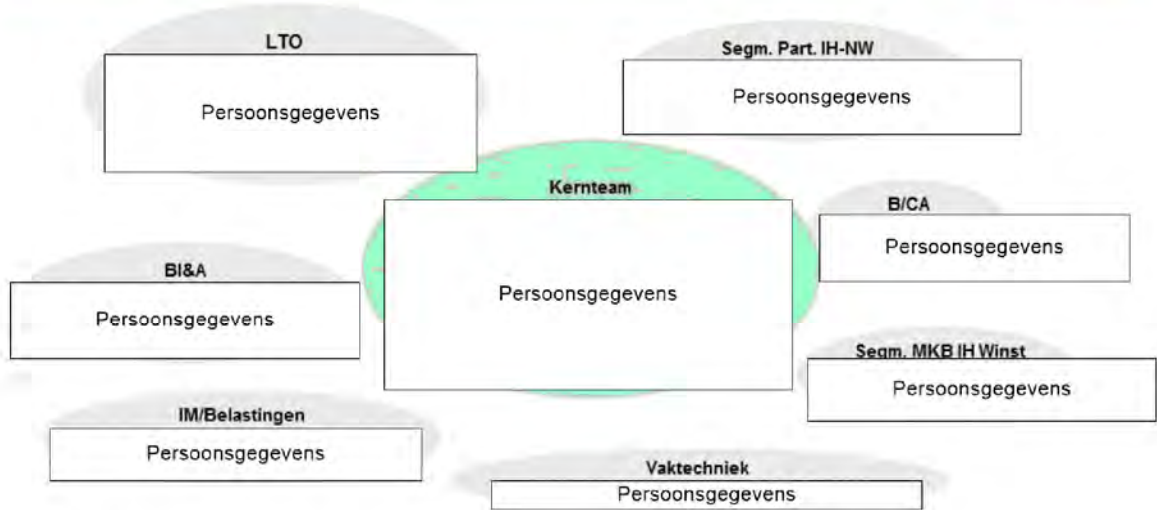 LTO
Persoonsgegevens
Segm. Part. IH-NW
Persoonsgegevens
Kernteam
Persoonsgegevens
B/CA
Persoonsgegevens
BI&A
Persoonsgegevens
Segm. MKB IH Winst
Persoonsgegevens
IM/Belastingen
Persoonsgegevens
Vaktechniek
Persoonsgegevens